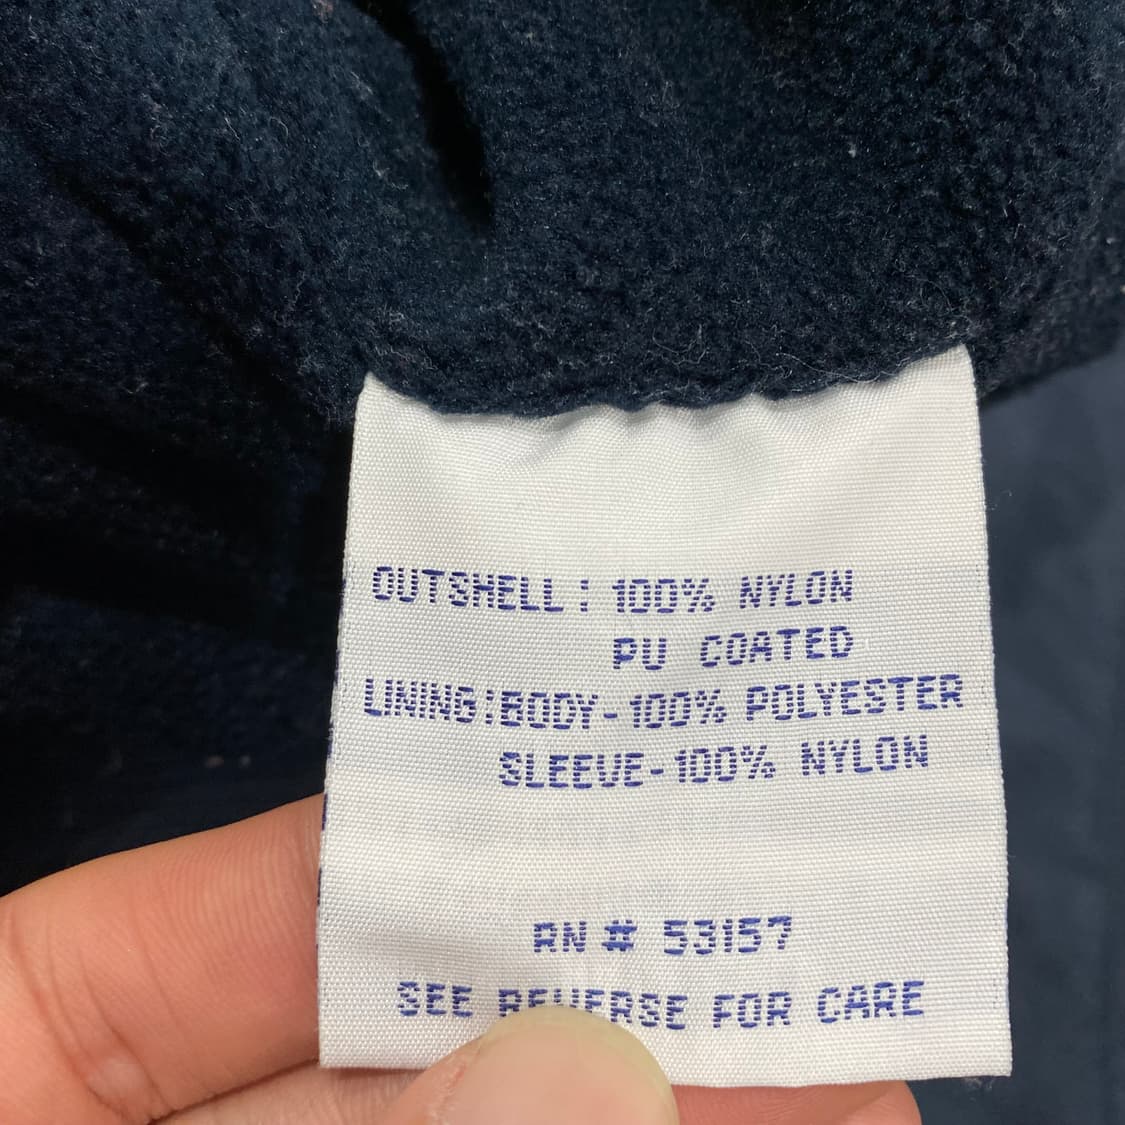 OUTSHELL: 100% NYLON
PU COATED
LINING:BODY-100% POLYESTER
SLEEVE-100% NYLON
RN # 53157
SEE REVERSE FOR CARE